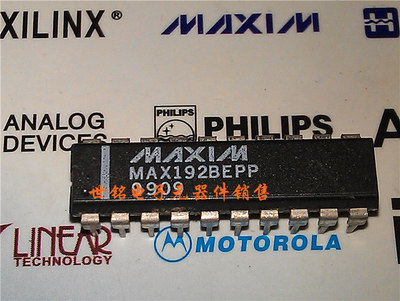 XILINX®
MAXIM
ANALOG
DEVICES
PHILIPS
PHILIPS
MAXIM
MAX192BEPP
9909
世铭电子元器件销售
LINEAR
TECHNOLOGY
MOTOROLA